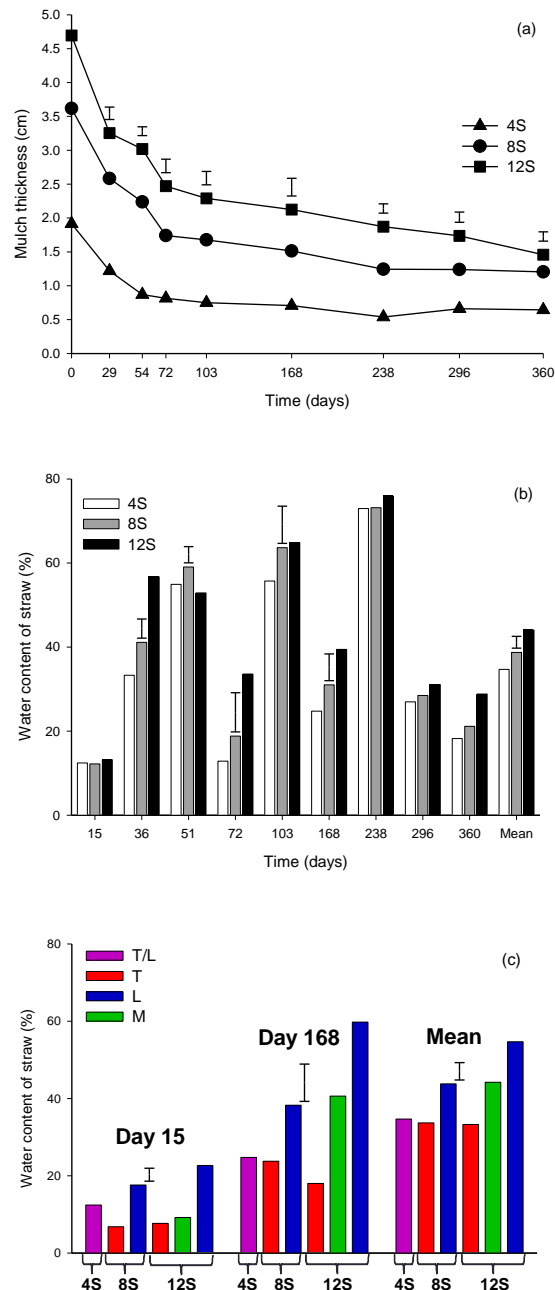 (a)
5.0
4.5
4.0
3.5
3.0
2.5
2.0
1.5
1.0
0.5
0.0
Mulch thickness (cm)
4S
8S
12S
0 29 54 72 103 168 238 296 360
Time (days)
(b)
80
60
40
20
0
Water content of straw (%)
4S
8S
12S
15 36 51 72 103 168 238 296 360 Mean
Time (days)
(c)
80
60
40
20
0
Water content of straw (%)
T/L
T
L
M
Day 15
Day 168
Mean
4S 8S 12S 4S 8S 12S 4S 8S 12S